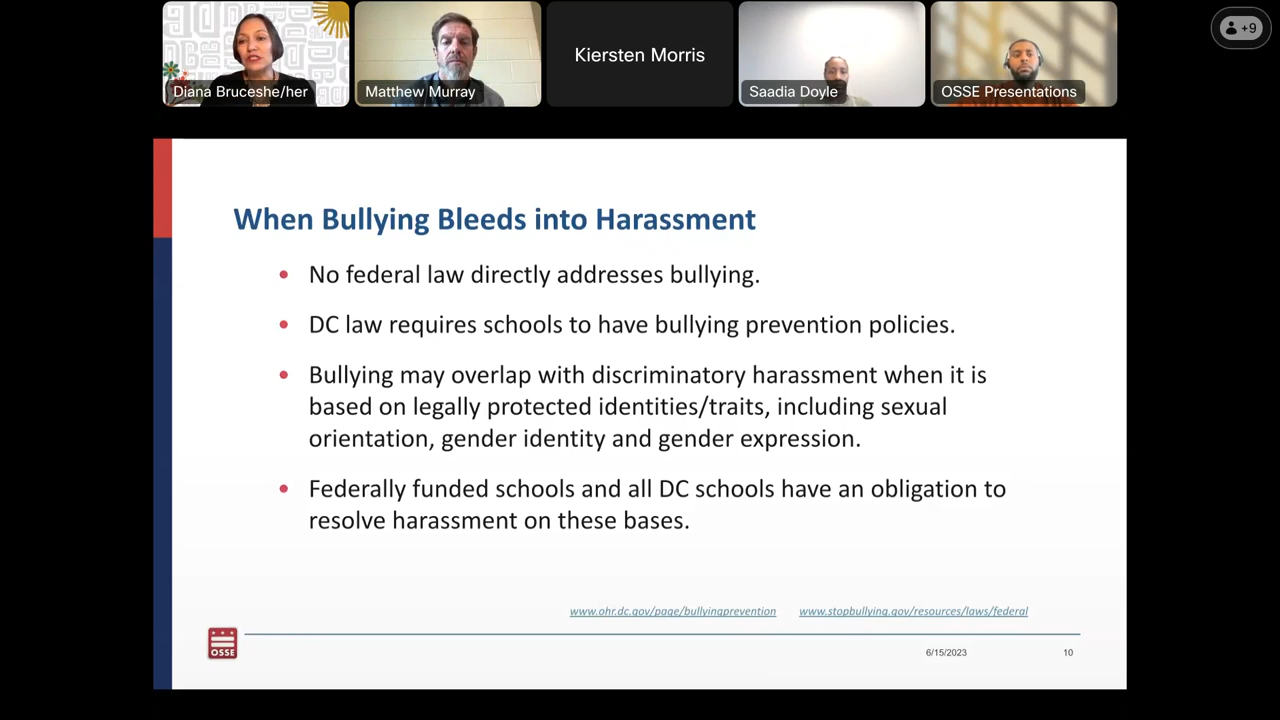 Diana Bruceshe/her
Matthew Murray
Kiersten Morris
Saadia Doyle
OSSE Presentations
+9
When Bullying Bleeds into Harassment
• No federal law directly addresses bullying.
• DC law requires schools to have bullying prevention policies.
• Bullying may overlap with discriminatory harassment when it is
based on legally protected identities/traits, including sexual
orientation, gender identity and gender expression.
• Federally funded schools and all DC schools have an obligation to
resolve harassment on these bases.
www.ohr.dc.gov/page/bullyingprevention
www.stopbullying.gov/resources/laws/federal
OSSE
6/15/2023
10